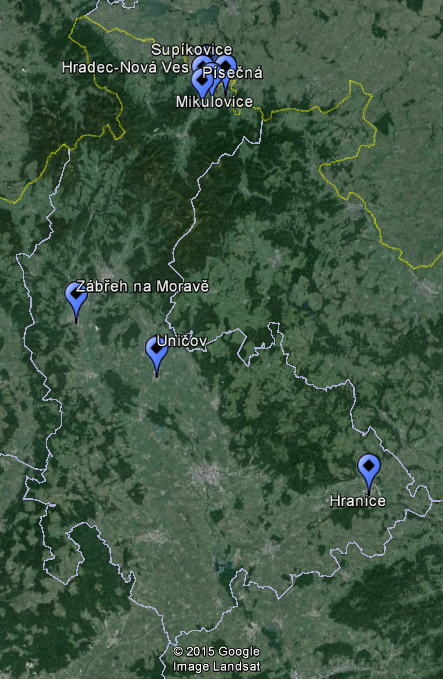 Supíkovice
Hradec-Nová Ves
Písečná
Mikulovice
Zábřeh na Moravě
Uničov
Hranice
© 2015 Google
Image Landsat